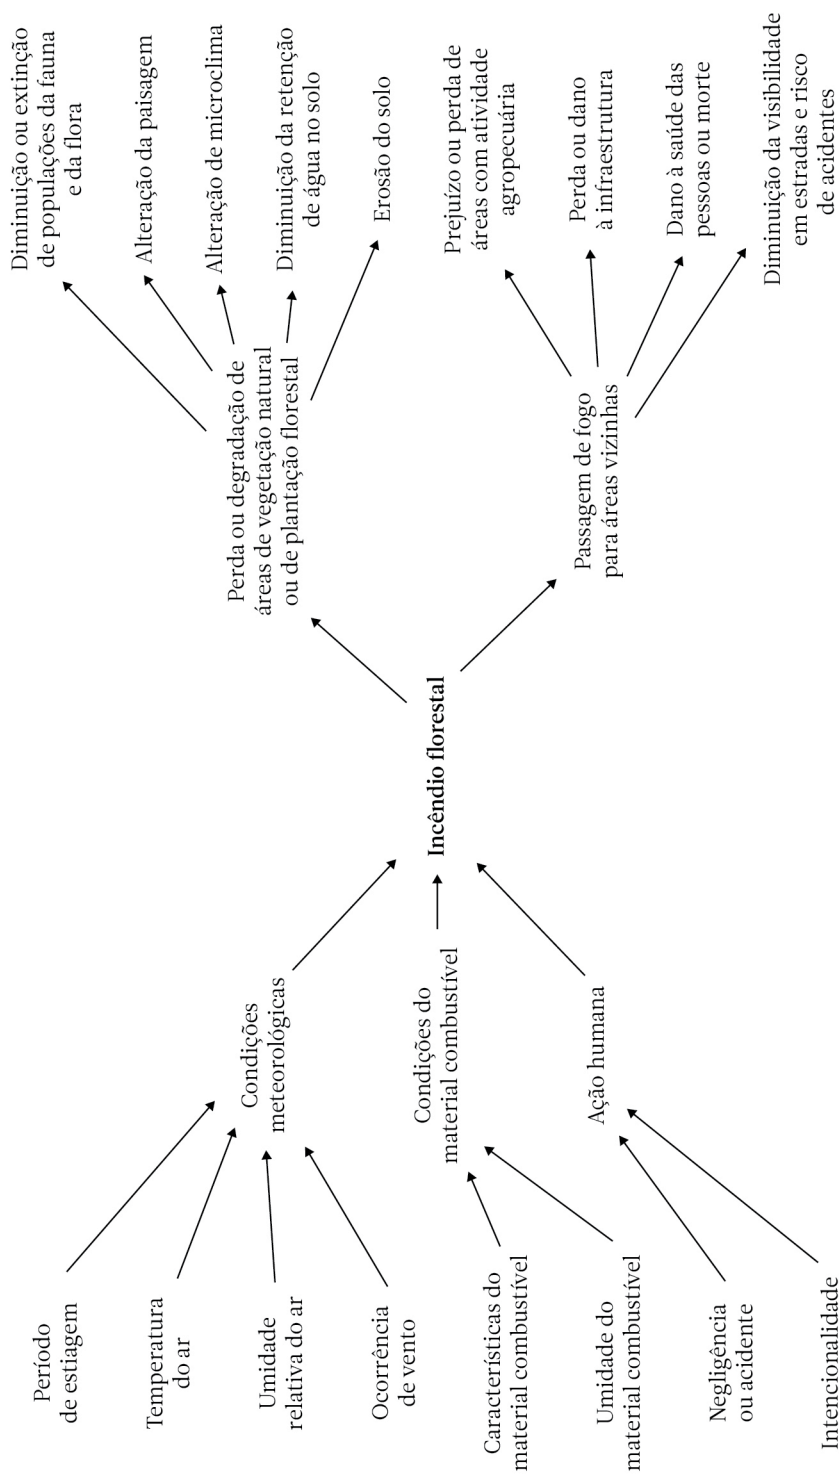 Período
de estiagem
Temperatura
do ar
Umidade
relativa do ar
Ocorrência
de vento
Características do
material combustível
Umidade do
material combustível
Negligência
ou acidente
Intencionalidade
Condições
meteorológicas
Condições do
material combustível
Ação humana
Incêndio florestal
Perda ou degradação de
áreas de vegetação natural
ou de plantação florestal
Passagem de fogo
para áreas vizinhas
Diminuição ou extinção
de populações da fauna
e da flora
Alteração da paisagem
Alteração de microclima
Diminuição da retenção
de água no solo
Erosão do solo
Prejuízo ou perda de
áreas com atividade
agropecuária
Perda ou dano
à infraestrutura
Dano à saúde das
pessoas ou morte
Diminuição da visibilidade
em estradas e risco
de acidentes